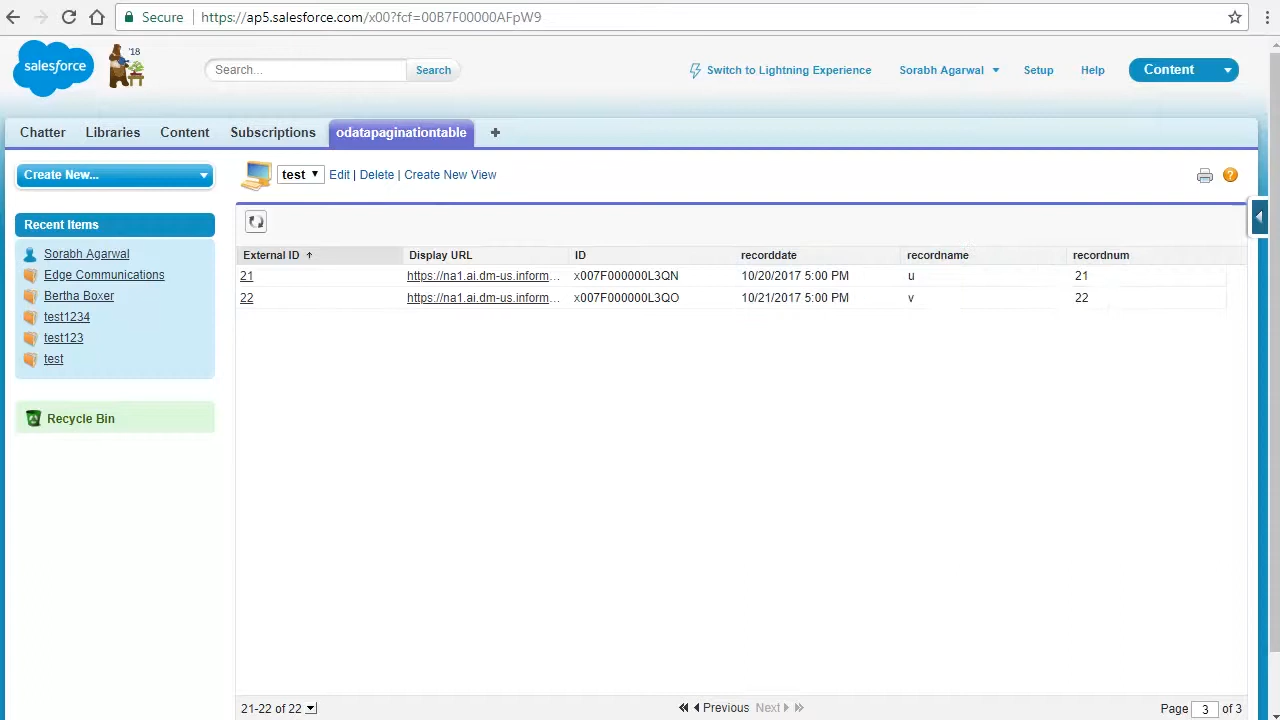 Secure https://ap5.salesforce.com/x00?fcf=00B7F00000AFpW9
salesforce '18 Search... Search Switch to Lightning Experience Sorabh Agarwal Setup Help Content
Chatter Libraries Content Subscriptions odatapaginationtable
Create New... test Edit | Delete | Create New View
Recent Items
Sorabh Agarwal
Edge Communications
Bertha Boxer
test1234
test123
test
Recycle Bin
External ID Display URL ID recorddate recordname recordnum
21 https://na1.ai.dm-us.inform... x007F000000L3QN 10/20/2017 5:00 PM u 21
22 https://na1.ai.dm-us.inform... x007F000000L3QO 10/21/2017 5:00 PM v 22
21-22 of 22 Previous Next Page 3 of 3